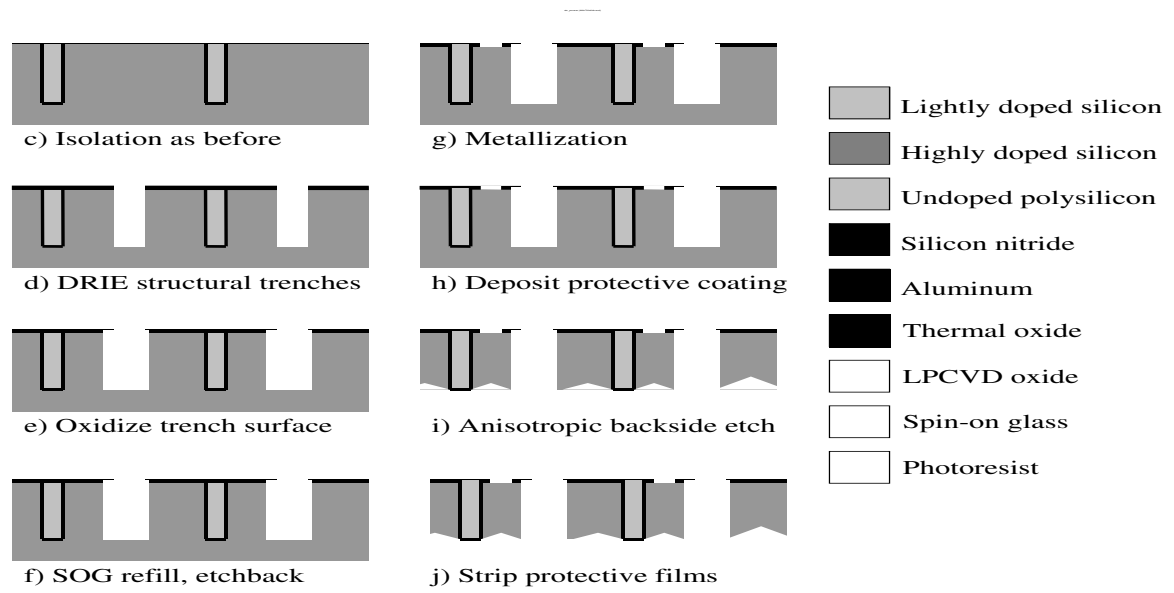 c) Isolation as before
d) DRIE structural trenches
e) Oxidize trench surface
f) SOG refill, etchback
g) Metallization
h) Deposit protective coating
i) Anisotropic backside etch
j) Strip protective films
Lightly doped silicon
Highly doped silicon
Undoped polysilicon
Silicon nitride
Aluminum
Thermal oxide
LPCVD oxide
Spin-on glass
Photoresist